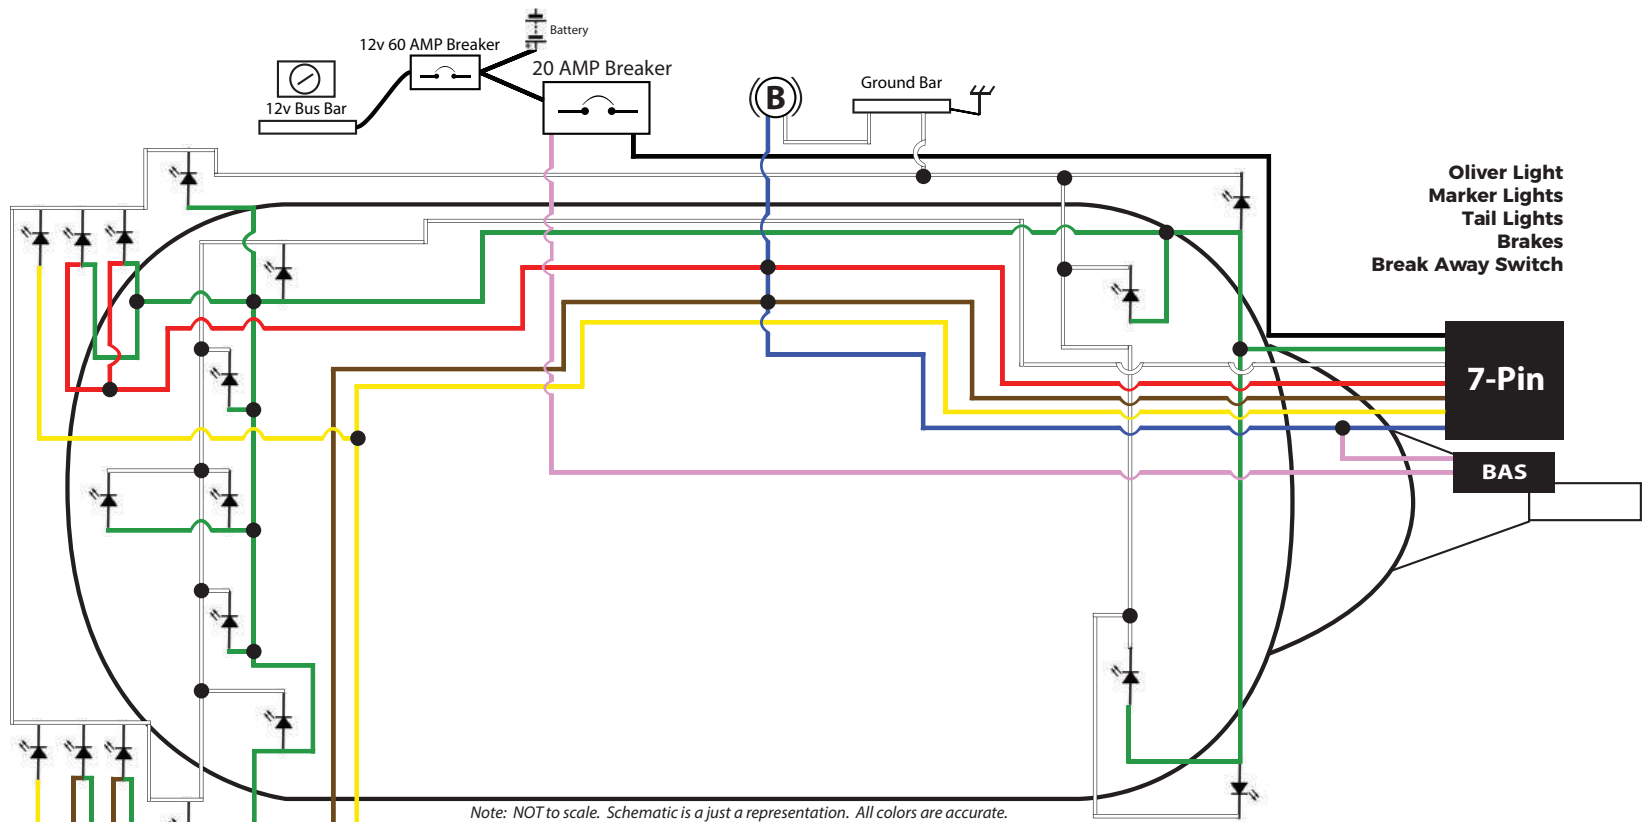 Battery
12v 60 AMP Breaker
20 AMP Breaker
12v Bus Bar
B
Ground Bar
Oliver Light
Marker Lights
Tail Lights
Brakes
Break Away Switch
7-Pin
BAS
Note: NOT to scale. Schematic is a just a representation. All colors are accurate.